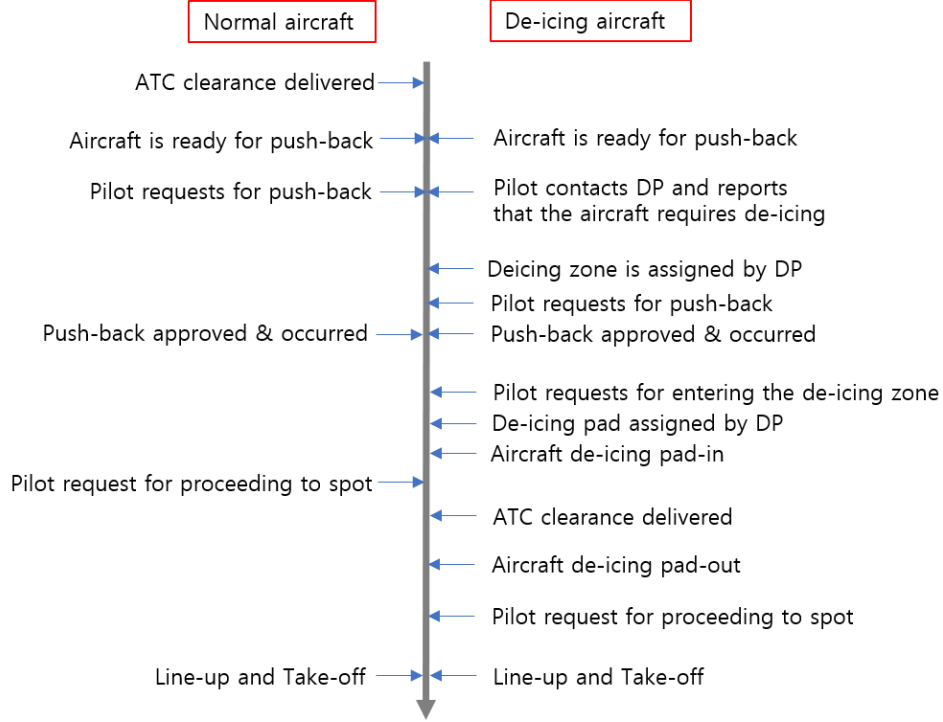 Normal aircraft
De-icing aircraft
ATC clearance delivered
Aircraft is ready for push-back
Aircraft is ready for push-back
Pilot requests for push-back
Pilot contacts DP and reports
that the aircraft requires de-icing
Deicing zone is assigned by DP
Pilot requests for push-back
Push-back approved & occurred
Push-back approved & occurred
Pilot requests for entering the de-icing zone
De-icing pad assigned by DP
Aircraft de-icing pad-in
Pilot request for proceeding to spot
ATC clearance delivered
Aircraft de-icing pad-out
Pilot request for proceeding to spot
Line-up and Take-off
Line-up and Take-off